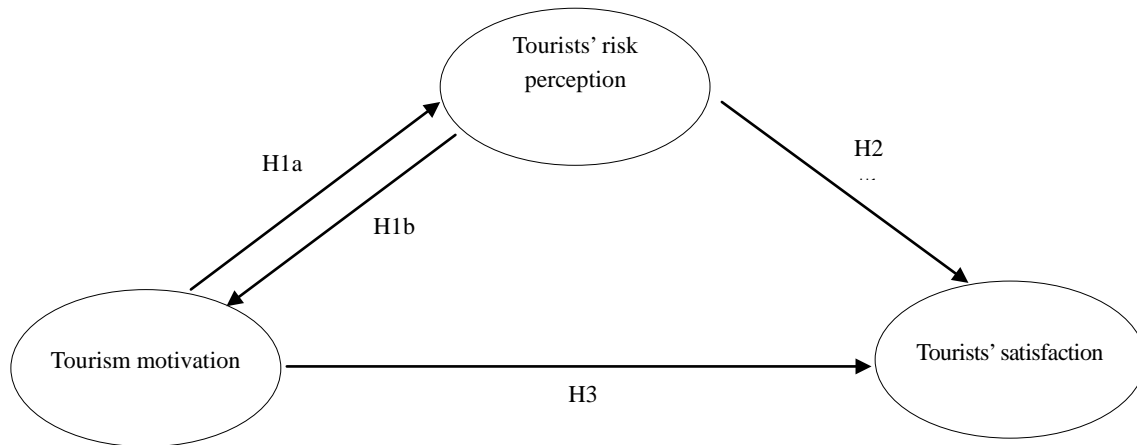 Tourists’ risk
perception
H1a
H2
H1b
Tourism motivation
Tourists’ satisfaction
H3